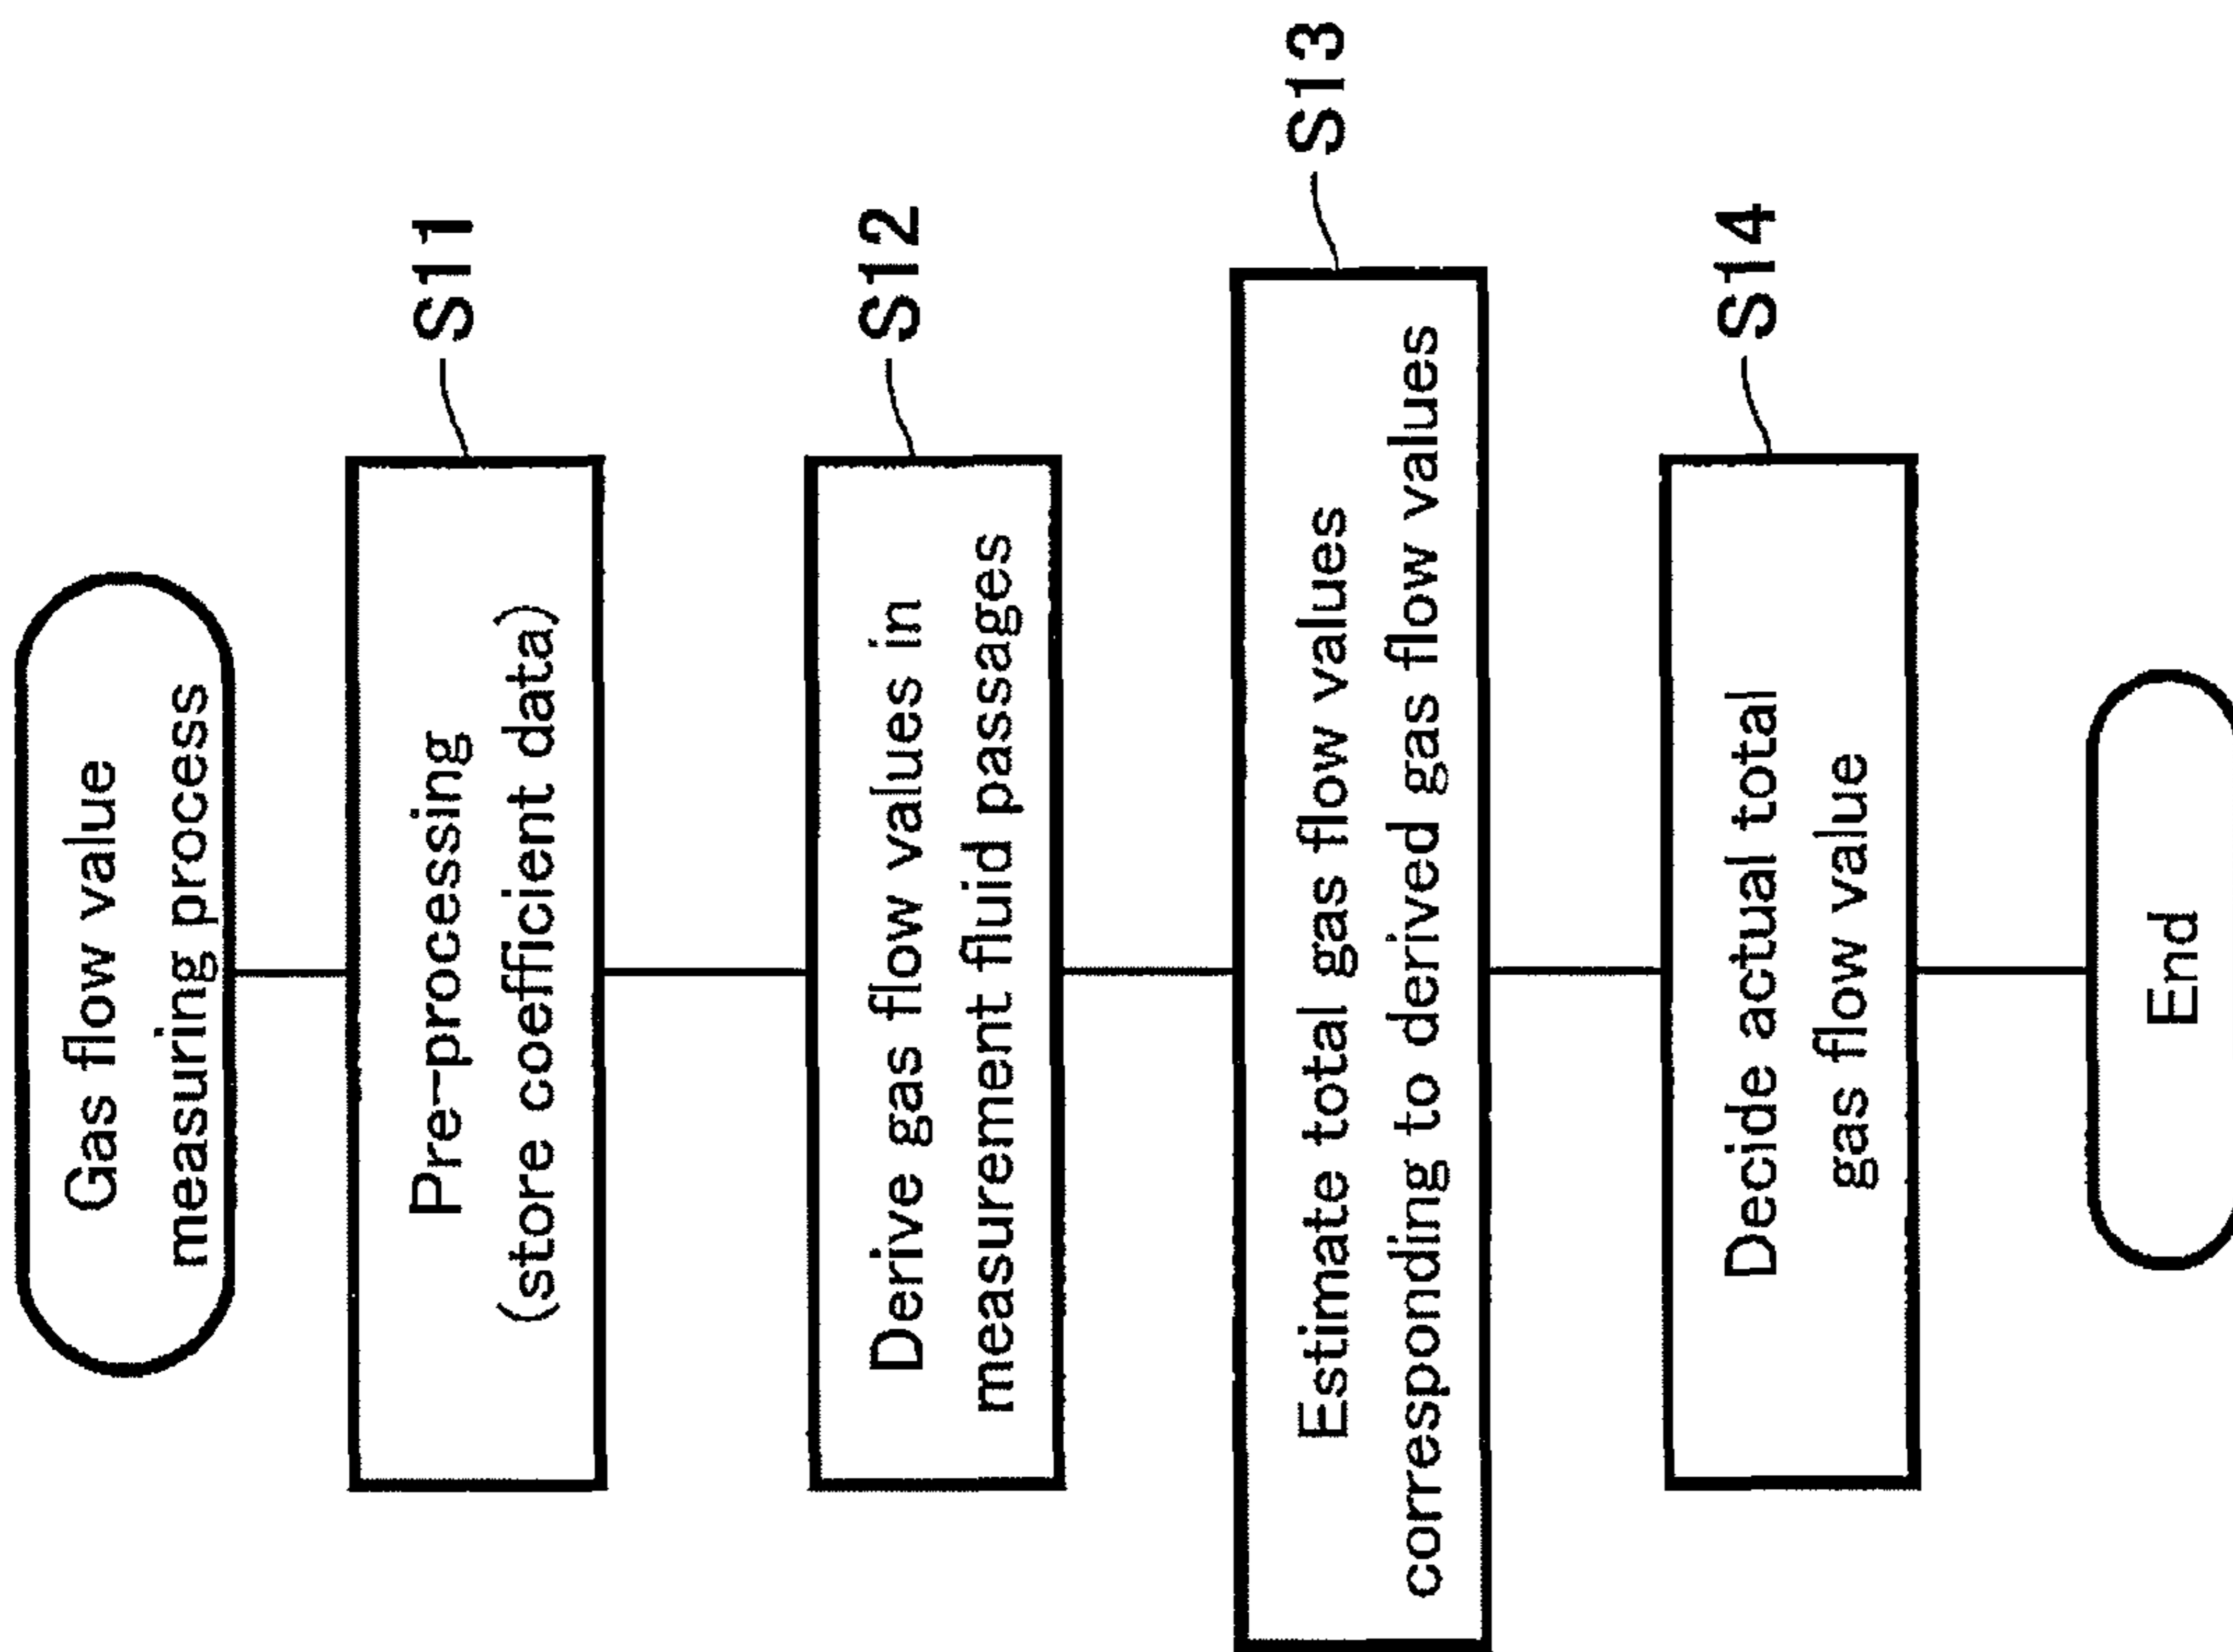 Gas flow value
measuring process
S11
Pre-processing
(store coefficient data)
S12
Derive gas flow values in
measurement fluid passages
S13
Estimate total gas flow values
corresponding to derived gas flow values
S14
Decide actual total
gas flow value
End